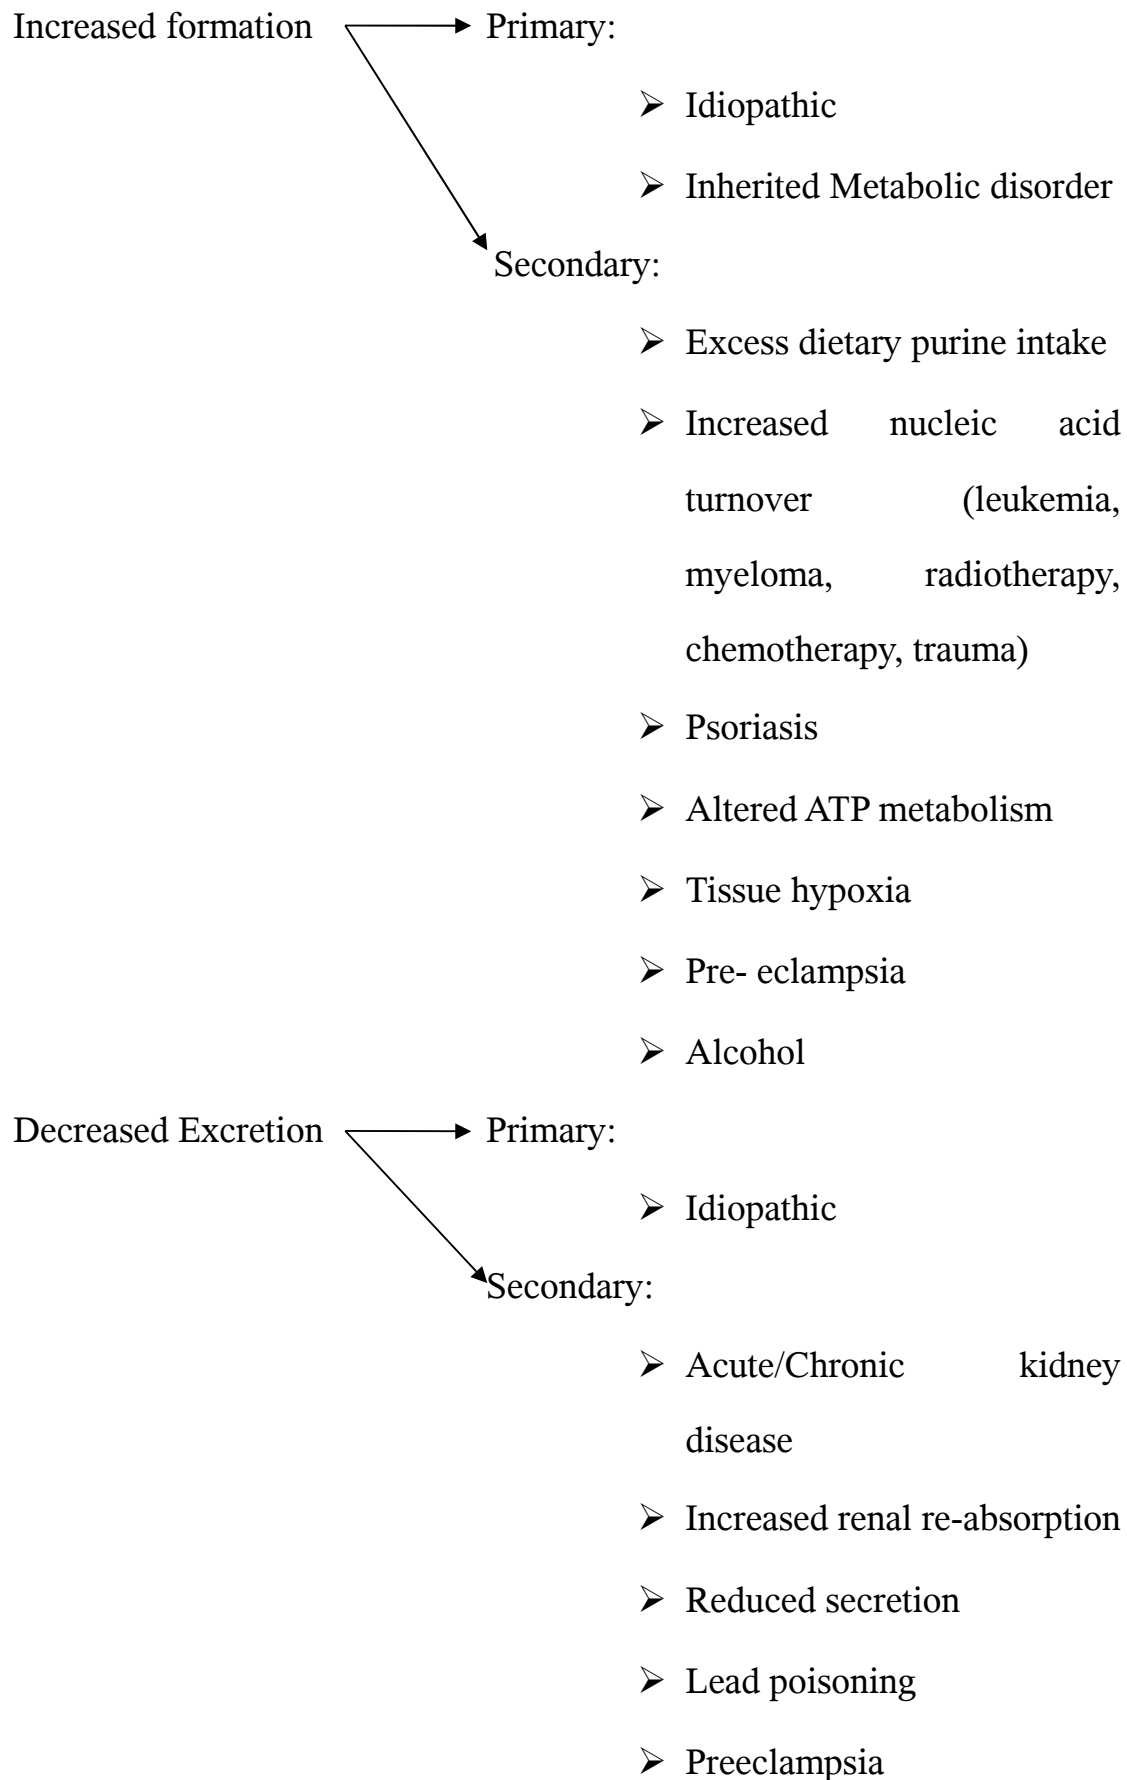 Increased formation Primary:
➢ Idiopathic
➢ Inherited Metabolic disorder
Secondary:
➢ Excess dietary purine intake
➢ Increased nucleic acid
turnover (leukemia,
myeloma, radiotherapy,
chemotherapy, trauma)
➢ Psoriasis
➢ Altered ATP metabolism
➢ Tissue hypoxia
➢ Pre- eclampsia
➢ Alcohol
Decreased Excretion Primary:
➢ Idiopathic
Secondary:
➢ Acute/Chronic kidney
disease
➢ Increased renal re-absorption
➢ Reduced secretion
➢ Lead poisoning
➢ Preeclampsia